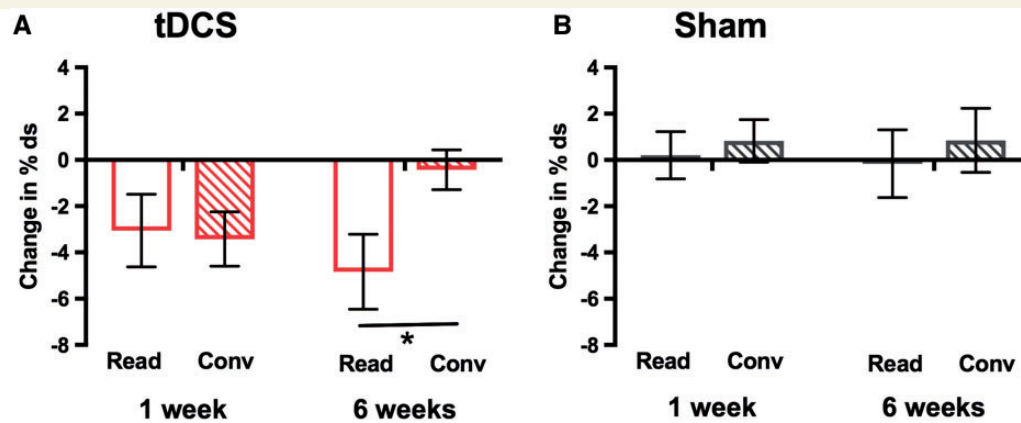 A tDCS
Change in % ds
4
2
0
-2
-4
-6
-8
*
Read Conv Read Conv
1 week 6 weeks
B Sham
Change in % ds
4
2
0
-2
-4
-6
-8
Read Conv Read Conv
1 week 6 weeks